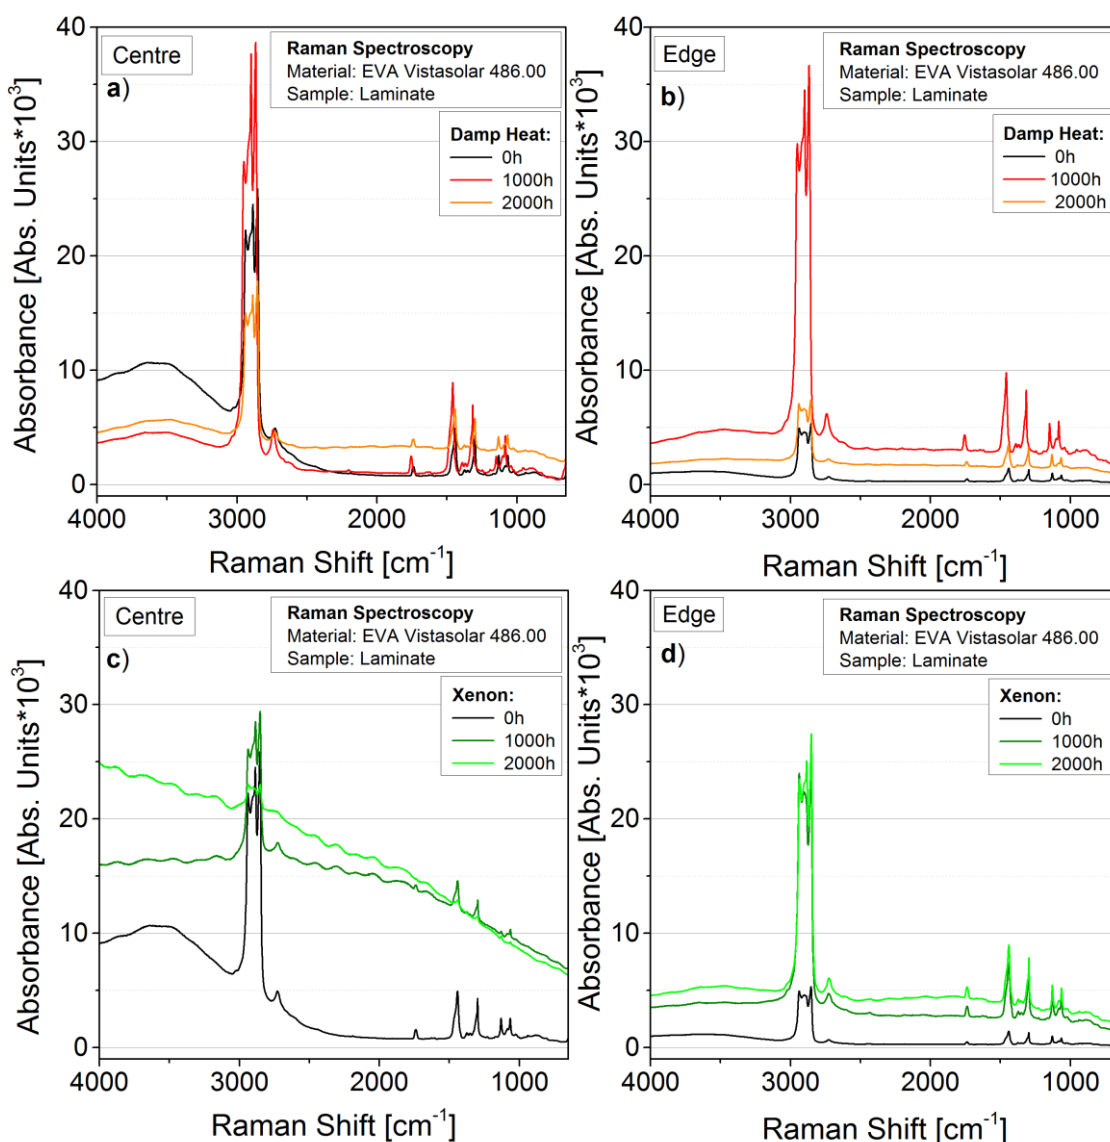 Centre
a)
Raman Spectroscopy
Material: EVA Vistasolar 486.00
Sample: Laminate
Damp Heat:
0h
1000h
2000h
Absorbance [Abs. Units*10³]
40
30
20
10
0
4000 3000 2000 1000
Raman Shift [cm⁻¹]
Edge
b)
Raman Spectroscopy
Material: EVA Vistasolar 486.00
Sample: Laminate
Damp Heat:
0h
1000h
2000h
Absorbance [Abs. Units*10³]
40
30
20
10
0
4000 3000 2000 1000
Raman Shift [cm⁻¹]
Centre
c)
Raman Spectroscopy
Material: EVA Vistasolar 486.00
Sample: Laminate
Xenon:
0h
1000h
2000h
Absorbance [Abs. Units*10³]
40
30
20
10
0
4000 3000 2000 1000
Raman Shift [cm⁻¹]
Edge
d)
Raman Spectroscopy
Material: EVA Vistasolar 486.00
Sample: Laminate
Xenon:
0h
1000h
2000h
Absorbance [Abs. Units*10³]
40
30
20
10
0
4000 3000 2000 1000
Raman Shift [cm⁻¹]